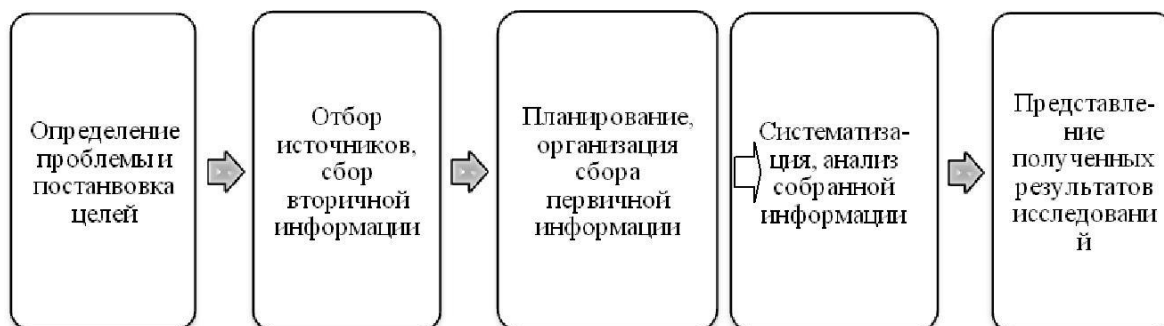 Определение
проблемы и
постанвовка
целей
Отбор
источников,
сбор
вторичной
информации
Планирование,
организация
сбора
первичной
информации
Систематиза-
ация, анализ
собранной
информации
Представле-
ние
полученных
результатов
исследовани
й